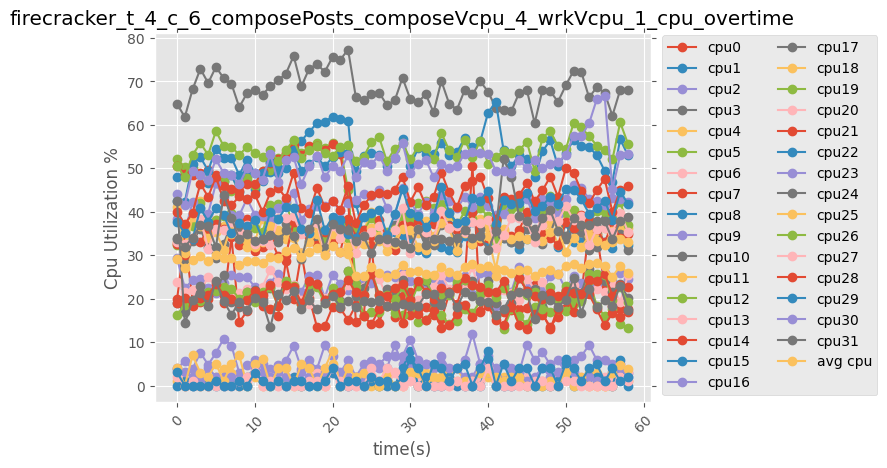 firecracker_t_4_c_6_composePosts_composeVcpu_4_wrkVcpu_1_cpu_overtime
80
70
60
50
40
30
20
10
0
Cpu Utilization %
0
10
20
30
40
50
60
time(s)
cpu0
cpu1
cpu2
cpu3
cpu4
cpu5
cpu6
cpu7
cpu8
cpu9
cpu10
cpu11
cpu12
cpu13
cpu14
cpu15
cpu16
cpu17
cpu18
cpu19
cpu20
cpu21
cpu22
cpu23
cpu24
cpu25
cpu26
cpu27
cpu28
cpu29
cpu30
cpu31
avg cpu